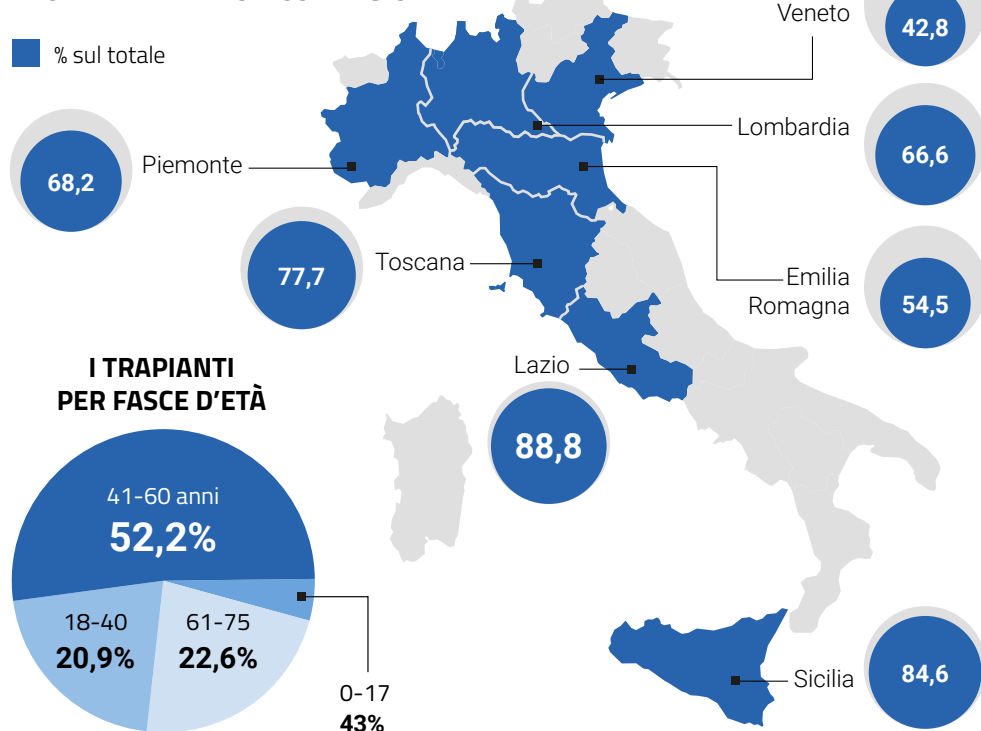 % sul totale
Veneto
42,8
Lombardia
66,6
Piemonte
68,2
Toscana
77,7
Emilia
Romagna
54,5
Lazio
88,8
I TRAPIANTI
PER FASCE D’ETÀ
41-60 anni
52,2%
18-40
20,9%
61-75
22,6%
0-17
43%
Sicilia
84,6